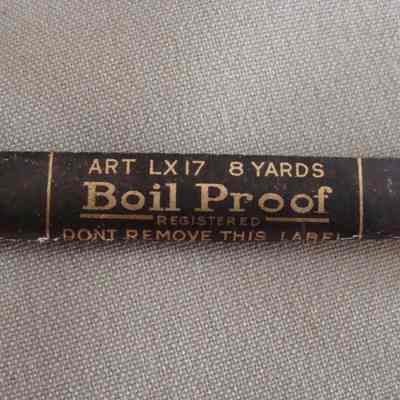 ART LX17 8 YARDS
Boil Proof
REGISTERED
DONT REMOVE THIS LABEL